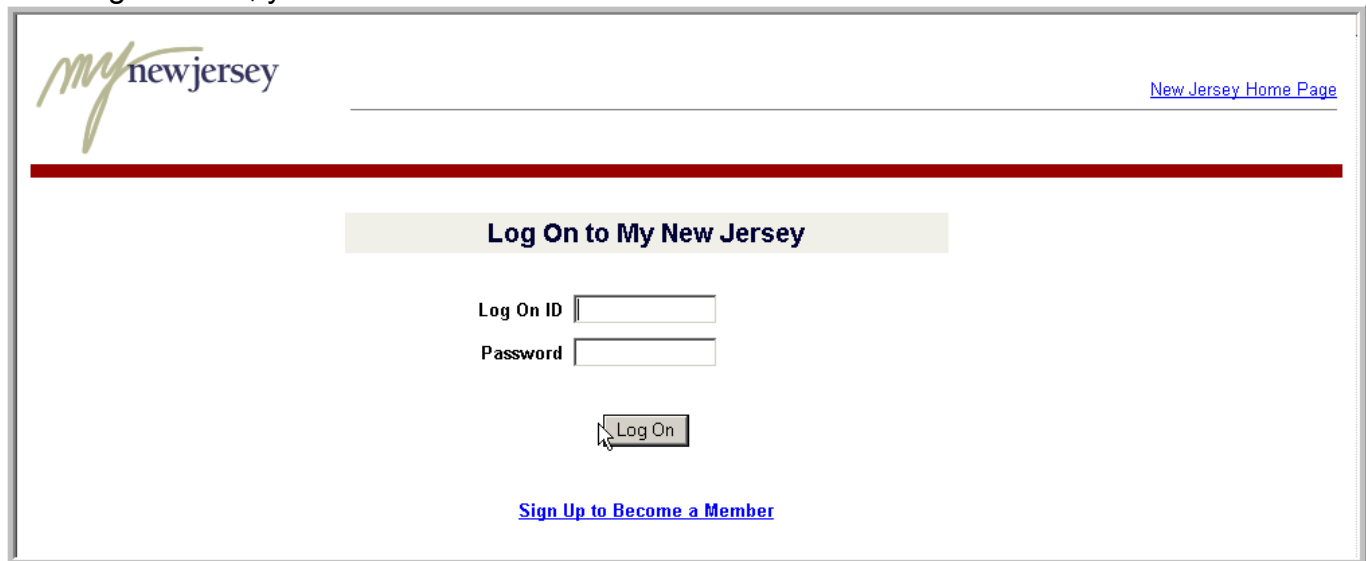 my newjersey
New Jersey Home Page
Log On to My New Jersey
Log On ID
Password
Log On
Sign Up to Become a Member